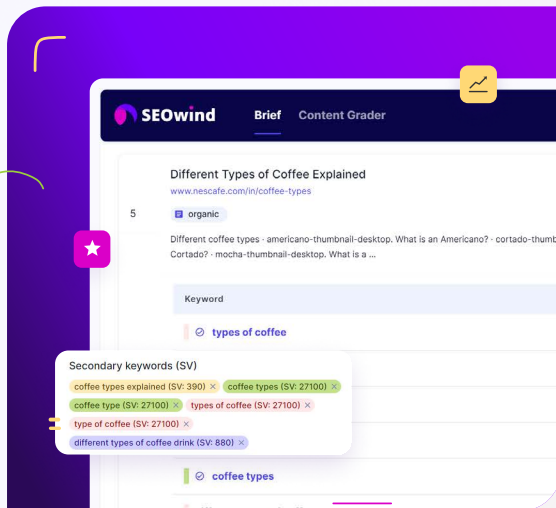 SEOwind Brief Content Grader
Different Types of Coffee Explained
www.nescafe.com/in/coffee-types
5 organic
Different coffee types · americano-thumbnail-desktop. What is an Americano? · cortado-thumb
Cortado? · mocha-thumbnail-desktop. What is a ...
Keyword
types of coffee
Secondary keywords (SV)
coffee types explained (SV: 390) × coffee types (SV: 27100) ×
coffee type (SV: 27100) × types of coffee (SV: 27100) ×
type of coffee (SV: 27100) ×
different types of coffee drink (SV: 880) ×
coffee types